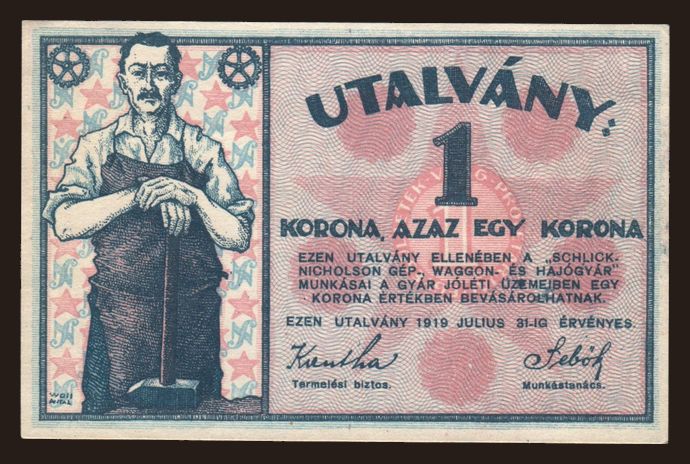 UTALVÁNY:
1
KORONA, AZAZ EGY KORONA
EZEN UTALVÁNY ELLENÉBEN A „SCHLICK-
NICHOLSON GÉP-, WAGGON- ÉS HAJÓGYÁR”
MUNKÁSAI A GYÁR JÓLÉTI ÜZEMEIBEN EGY
KORONA ÉRTÉKBEN BEVÁSÁROLHATNAK.
EZEN UTALVÁNY 1919 JULIUS 31-IG ÉRVÉNYES.
Sebők
Termelési biztos. Munkástanács.